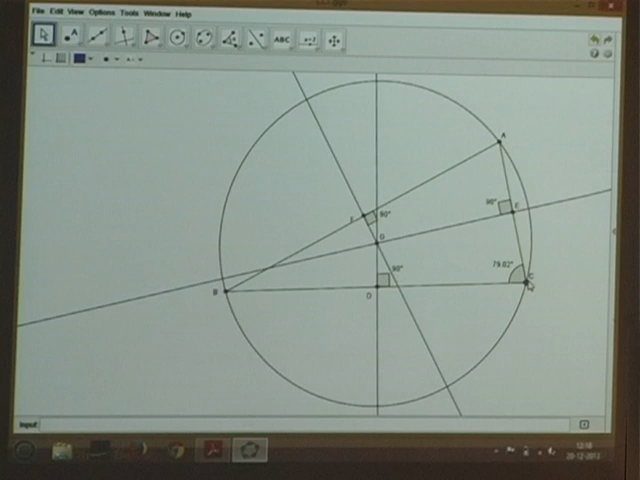 File Edit View Options Tools Window Help
ABC
a=2
A
90°
E
F
90°
79.02°
C
90°
B
D
Input:
12:18
20-12-2013